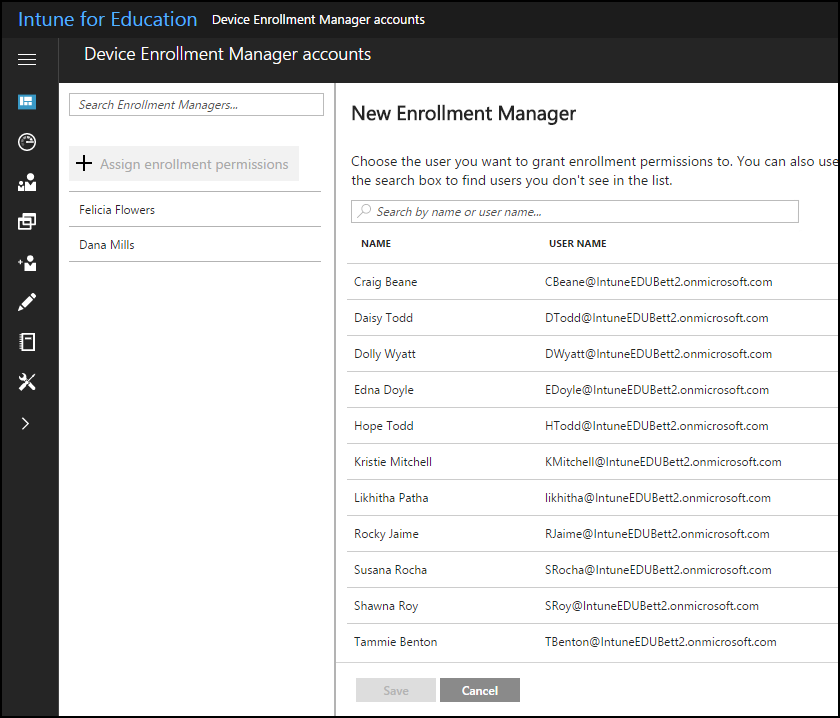 Intune for Education Device Enrollment Manager accounts
Device Enrollment Manager accounts
Search Enrollment Managers...
Assign enrollment permissions
Felicia Flowers
Dana Mills
New Enrollment Manager
Choose the user you want to grant enrollment permissions to. You can also use
the search box to find users you don't see in the list.
Search by name or user name...
NAME USER NAME
Craig Beane CBeane@IntuneEDUBett2.onmicrosoft.com
Daisy Todd DTodd@IntuneEDUBett2.onmicrosoft.com
Dolly Wyatt DWyatt@IntuneEDUBett2.onmicrosoft.com
Edna Doyle EDoyle@IntuneEDUBett2.onmicrosoft.com
Hope Todd HTodd@IntuneEDUBett2.onmicrosoft.com
Kristie Mitchell KMitchell@IntuneEDUBett2.onmicrosoft.com
Likhitha Patha likhitha@IntuneEDUBett2.onmicrosoft.com
Rocky Jaime RJaime@IntuneEDUBett2.onmicrosoft.com
Susana Rocha SRocha@IntuneEDUBett2.onmicrosoft.com
Shawna Roy SRoy@IntuneEDUBett2.onmicrosoft.com
Tammie Benton TBenton@IntuneEDUBett2.onmicrosoft.com
Save Cancel